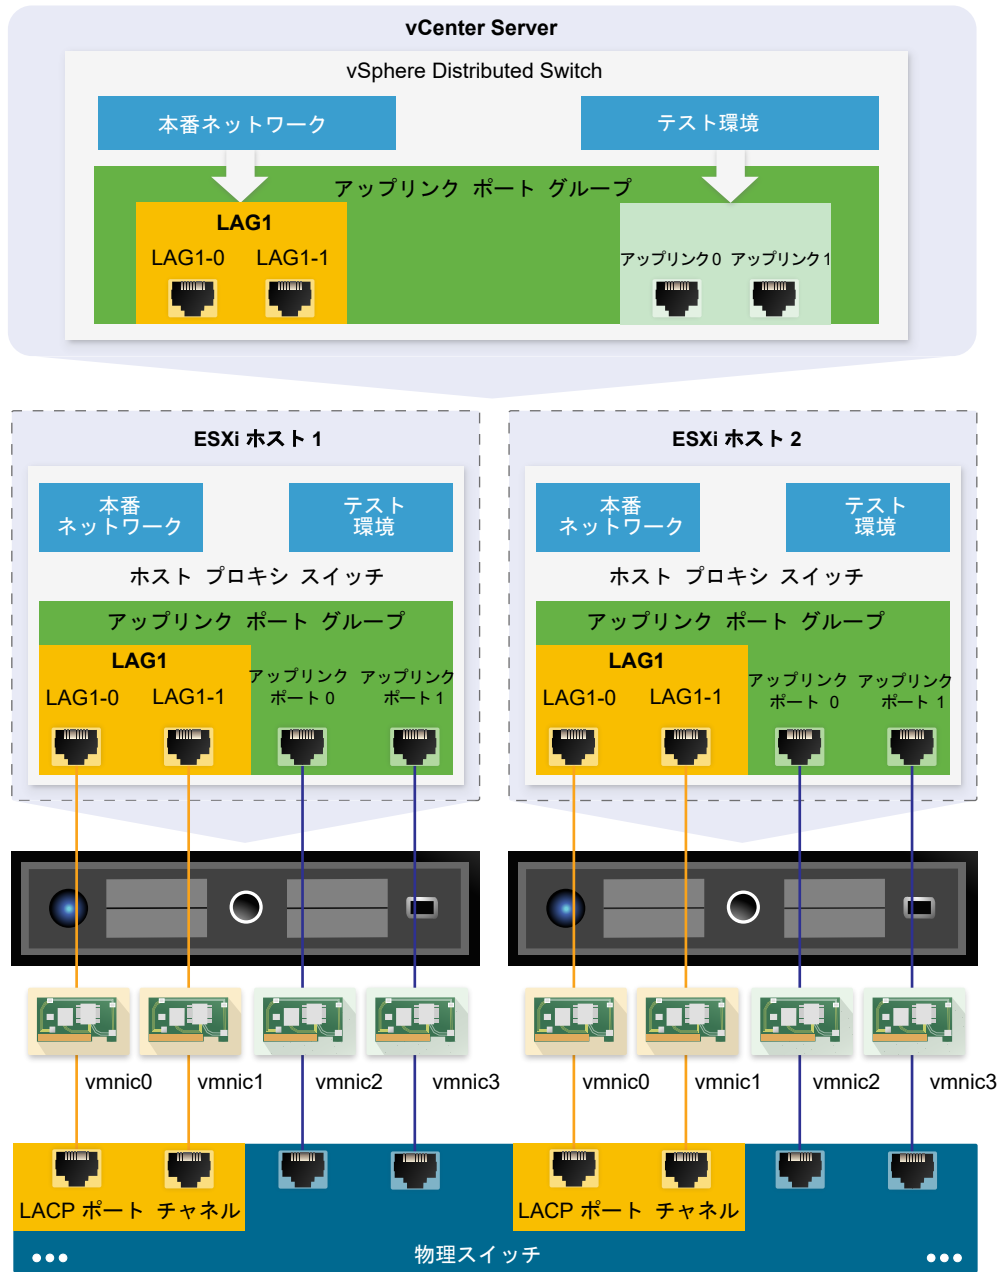 vCenter Server
vSphere Distributed Switch
本番ネットワーク
テスト環境
アップリンク ポート グループ
LAG1
LAG1-0 LAG1-1
アップリンク0 アップリンク1
ESXi ホスト 1
本番
ネットワーク
テスト
環境
ホスト プロキシ スイッチ
アップリンク ポート グループ
LAG1
LAG1-0 LAG1-1
アップリンク
ポート 0
アップリンク
ポート 1
ESXi ホスト 2
本番
ネットワーク
テスト
環境
ホスト プロキシ スイッチ
アップリンク ポート グループ
LAG1
LAG1-0 LAG1-1
アップリンク
ポート 0
アップリンク
ポート 1
vmnic0 vmnic1 vmnic2 vmnic3
vmnic0 vmnic1 vmnic2 vmnic3
LACP ポート チャネル
LACP ポート チャネル
物理スイッチ